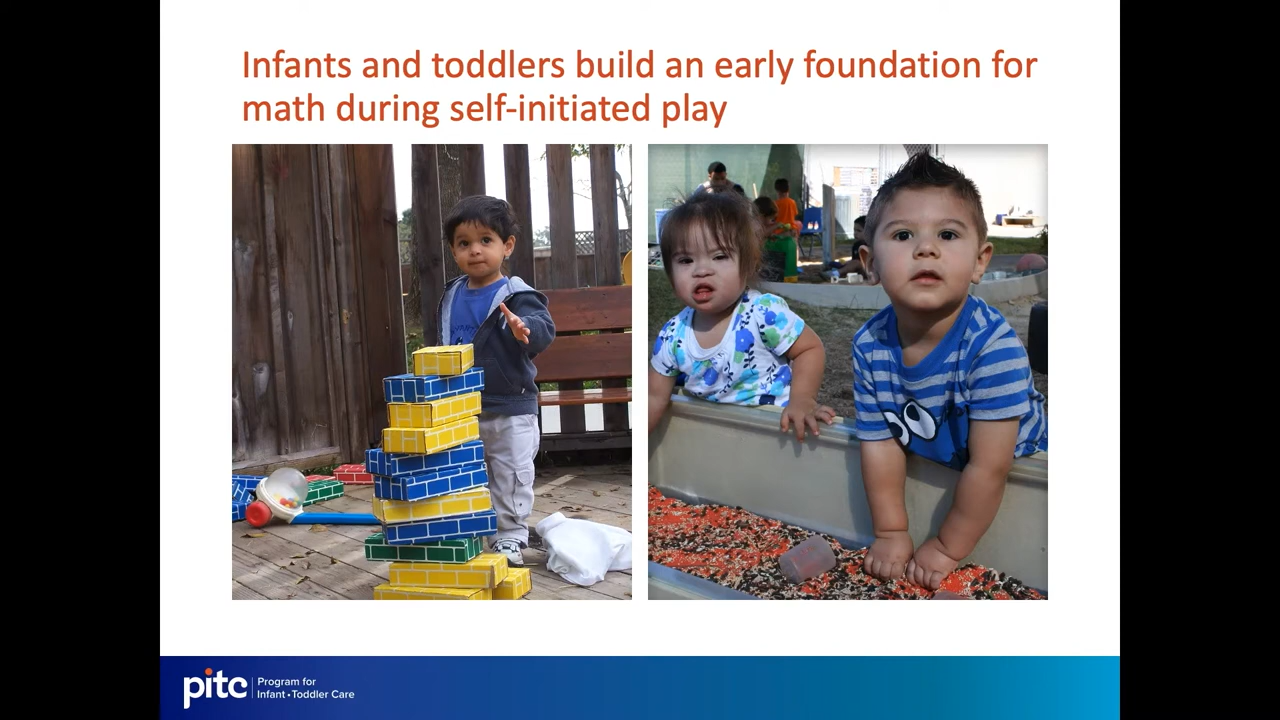 Infants and toddlers build an early foundation for
math during self-initiated play
pitc
Program for
Infant • Toddler Care